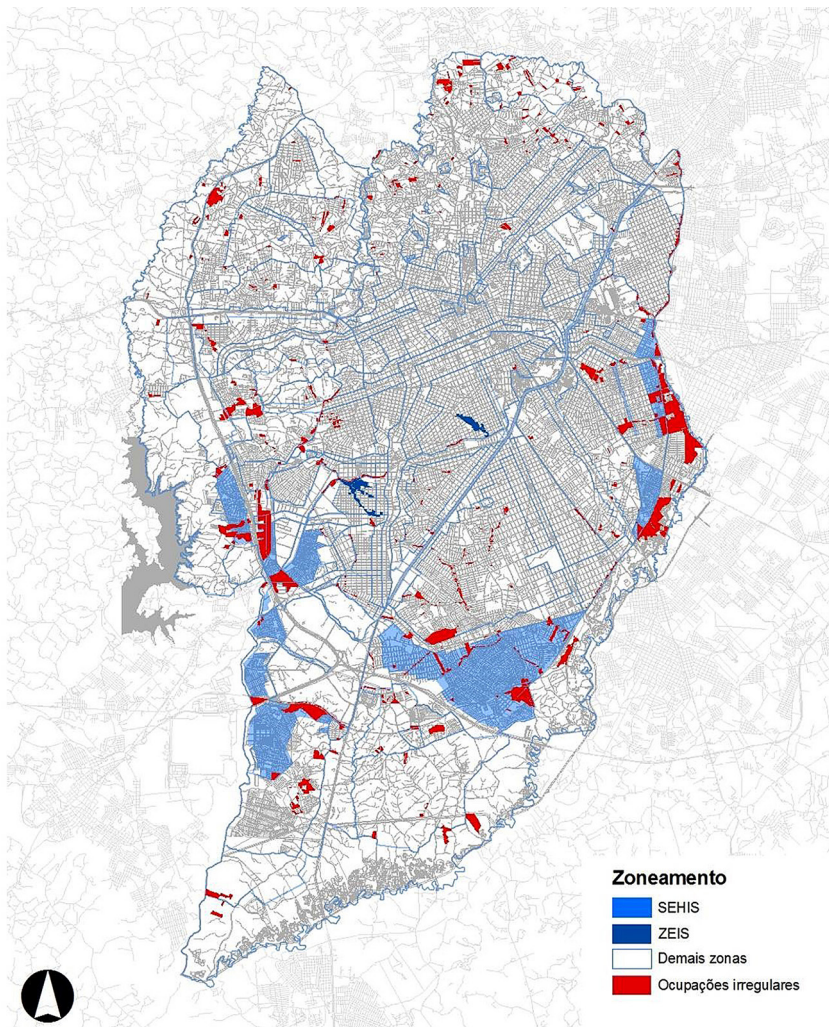 Zoneamento
SEHIS
ZEIS
Demais zonas
Ocupações irregulares